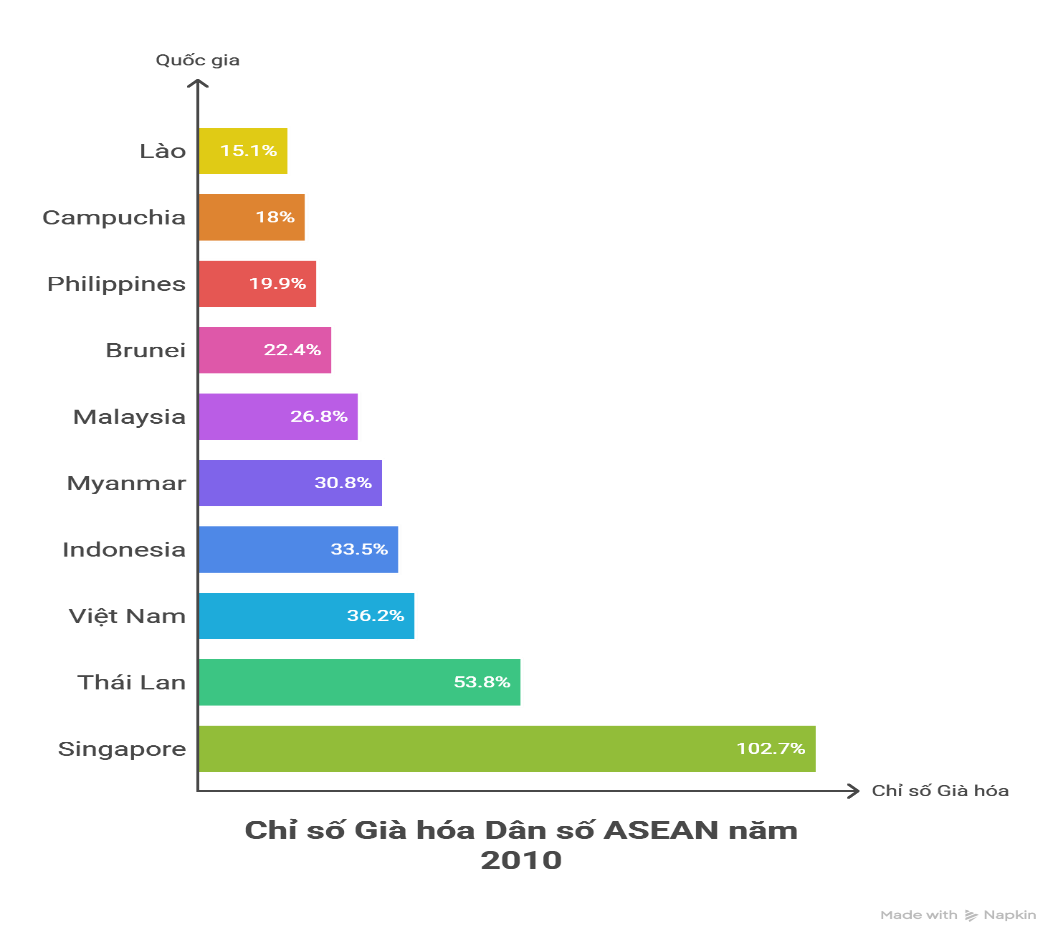 Quốc gia
Lào 15.1%
Campuchia 18%
Philippines 19.9%
Brunei 22.4%
Malaysia 26.8%
Myanmar 30.8%
Indonesia 33.5%
Việt Nam 36.2%
Thái Lan 53.8%
Singapore 102.7%
Chỉ số Già hóa
Chỉ số Già hóa Dân số ASEAN năm
2010
Made with Napkin